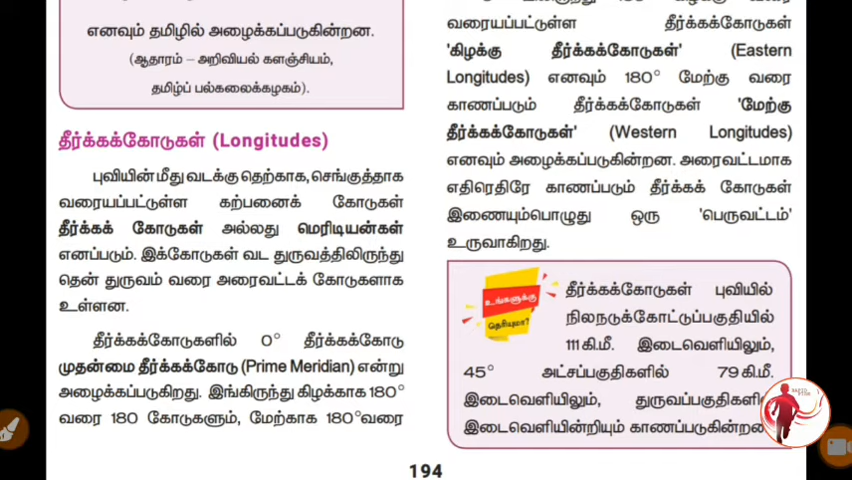 எனவும் தமிழில் அழைக்கப்படுகின்றன.
(ஆதாரம் – அறிவியல் களஞ்சியம்,
தமிழ்ப் பல்கலைக்கழகம்).
தீர்க்கக்கோடுகள் (Longitudes)
புவியின் மீது வடக்கு தெற்காக, செங்குத்தாக
வரையப்பட்டுள்ள கற்பனைக் கோடுகள்
தீர்க்கக் கோடுகள் அல்லது மெரிடியன்கள்
எனப்படும். இக்கோடுகள் வட துருவத்திலிருந்து
தென் துருவம் வரை அரைவட்டக் கோடுகளாக
உள்ளன.
தீர்க்கக்கோடுகளில் 0° தீர்க்கக்கோடு
முதன்மை தீர்க்கக்கோடு (Prime Meridian) என்று
அழைக்கப்படுகிறது. இங்கிருந்து கிழக்காக 180°
வரை 180 கோடுகளும், மேற்காக 180°வரை
வரையப்பட்டுள்ள தீர்க்கக்கோடுகள்
'கிழக்கு தீர்க்கக்கோடுகள்' (Eastern
Longitudes) எனவும் 180° மேற்கு வரை
காணப்படும் தீர்க்கக்கோடுகள் 'மேற்கு
தீர்க்கக்கோடுகள்' (Western Longitudes)
எனவும் அழைக்கப்படுகின்றன. அரைவட்டமாக
எதிரெதிரே காணப்படும் தீர்க்கக் கோடுகள்
இணையும்பொழுது ஒரு 'பெருவட்டம்'
உருவாகிறது.
உங்களுக்கு
தெரியுமா?
தீர்க்கக்கோடுகள் புவியில்
நிலநடுக்கோட்டுப்பகுதியில்
111 கி.மீ. இடைவெளியிலும்,
45° அட்சப்பகுதிகளில் 79 கி.மீ.
இடைவெளியிலும்,
இடைவெளியின்றியும்
194